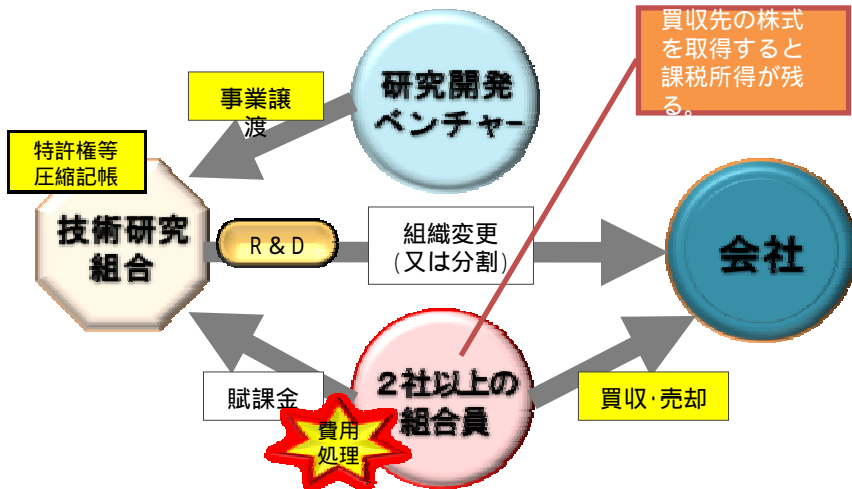 買収先の株式
を取得すると
課税所得が残
る。
研究開発
ベンチャー
事業譲
渡
特許権等
圧縮記帳
技術研究
組合
R & D
組織変更
(又は分割)
会社
2社以上の
組合員
賦課金
費用
処理
買収・売却